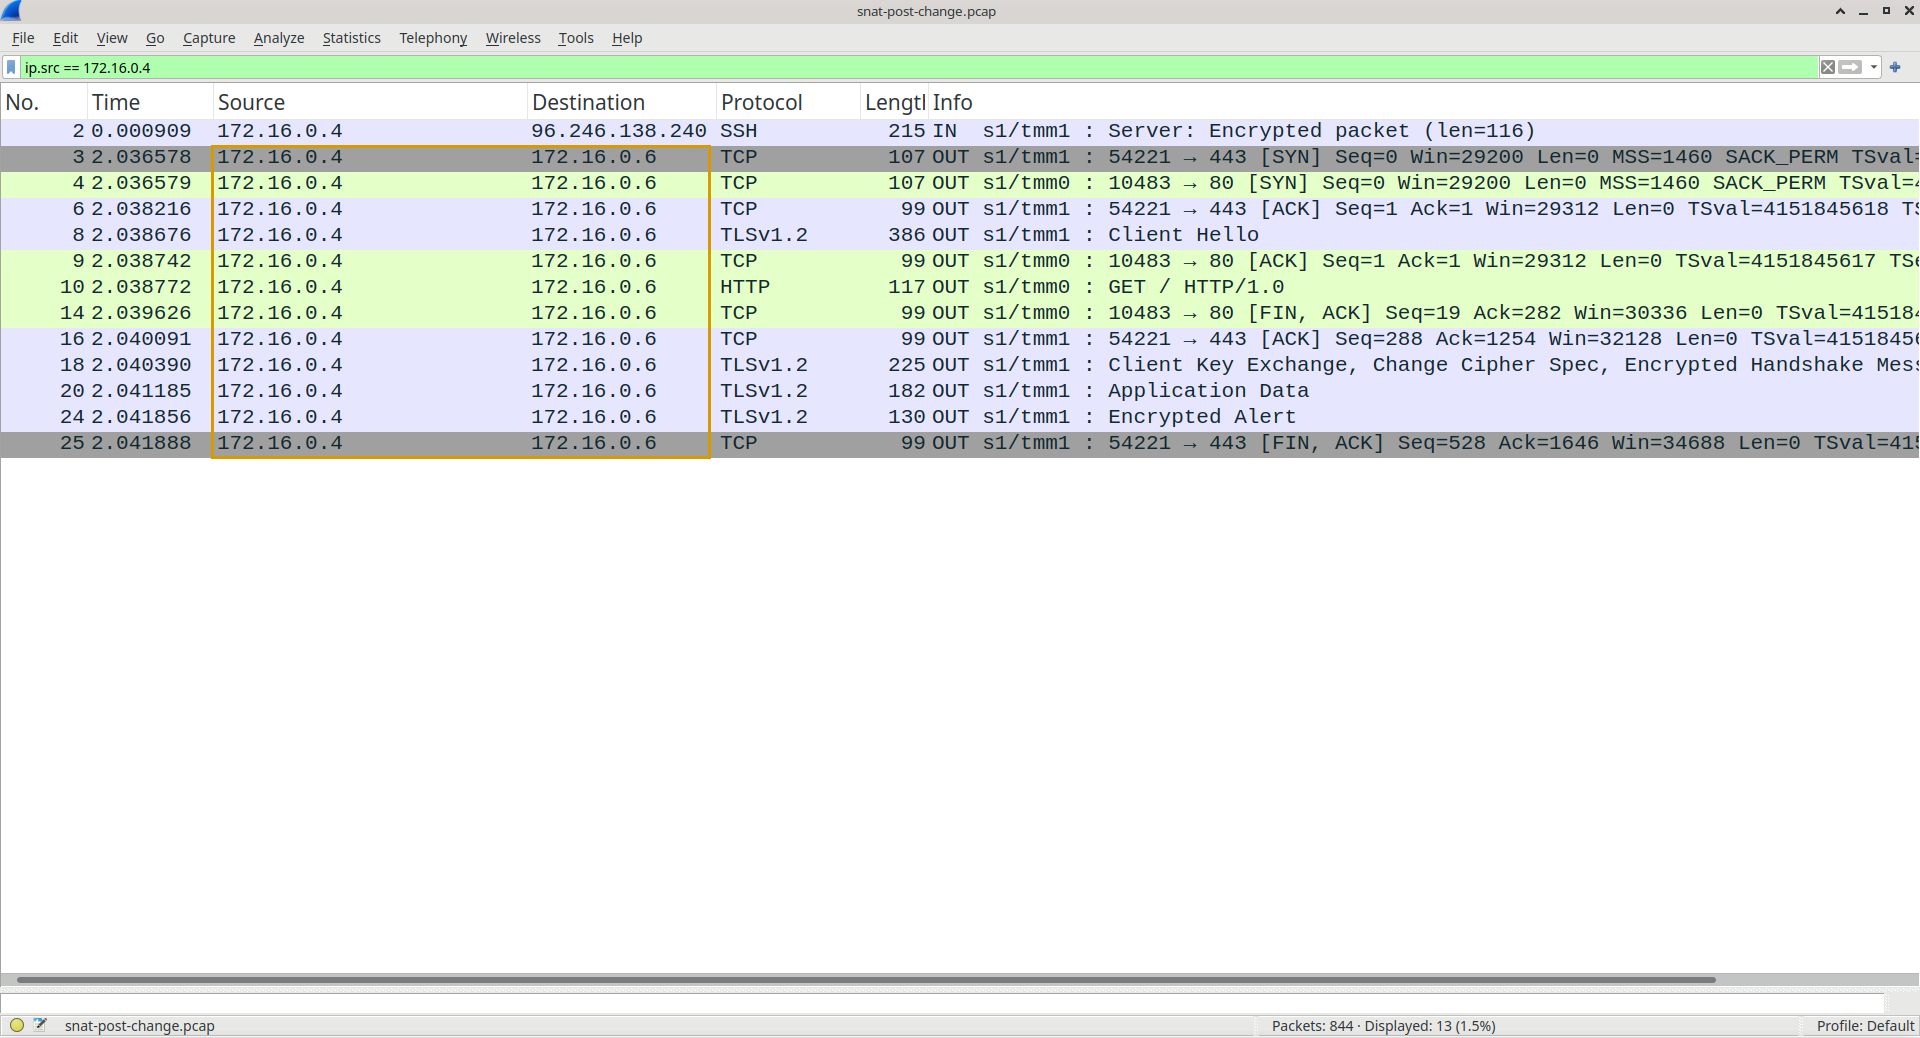 snat-post-change.pcap
File Edit View Go Capture Analyze Statistics Telephony Wireless Tools Help
ip.src == 172.16.0.4
No. Time Source Destination Protocol Lengtl Info
2 0.000909 172.16.0.4 96.246.138.240 SSH 215 IN s1/tmm1 : Server: Encrypted packet (len=116)
3 2.036578 172.16.0.4 172.16.0.6 TCP 107 OUT s1/tmm1 : 54221 → 443 [SYN] Seq=0 Win=29200 Len=0 MSS=1460 SACK_PERM TSval=
4 2.036579 172.16.0.4 172.16.0.6 TCP 107 OUT s1/tmm0 : 10483 → 80 [SYN] Seq=0 Win=29200 Len=0 MSS=1460 SACK_PERM TSval=4
6 2.038216 172.16.0.4 172.16.0.6 TCP 99 OUT s1/tmm1 : 54221 → 443 [ACK] Seq=1 Ack=1 Win=29312 Len=0 TSval=4151845618 TS
8 2.038676 172.16.0.4 172.16.0.6 TLSv1.2 386 OUT s1/tmm1 : Client Hello
9 2.038742 172.16.0.4 172.16.0.6 TCP 99 OUT s1/tmm0 : 10483 → 80 [ACK] Seq=1 Ack=1 Win=29312 Len=0 TSval=4151845617 TSe
10 2.038772 172.16.0.4 172.16.0.6 HTTP 117 OUT s1/tmm0 : GET / HTTP/1.0
14 2.039626 172.16.0.4 172.16.0.6 TCP 99 OUT s1/tmm0 : 10483 → 80 [FIN, ACK] Seq=19 Ack=282 Win=30336 Len=0 TSval=415184
16 2.040091 172.16.0.4 172.16.0.6 TCP 99 OUT s1/tmm1 : 54221 → 443 [ACK] Seq=288 Ack=1254 Win=32128 Len=0 TSval=41518456
18 2.040390 172.16.0.4 172.16.0.6 TLSv1.2 225 OUT s1/tmm1 : Client Key Exchange, Change Cipher Spec, Encrypted Handshake Mess
20 2.041185 172.16.0.4 172.16.0.6 TLSv1.2 182 OUT s1/tmm1 : Application Data
24 2.041856 172.16.0.4 172.16.0.6 TLSv1.2 130 OUT s1/tmm1 : Encrypted Alert
25 2.041888 172.16.0.4 172.16.0.6 TCP 99 OUT s1/tmm1 : 54221 → 443 [FIN, ACK] Seq=528 Ack=1646 Win=34688 Len=0 TSval=415
snat-post-change.pcap Packets: 844 · Displayed: 13 (1.5%) Profile: Default